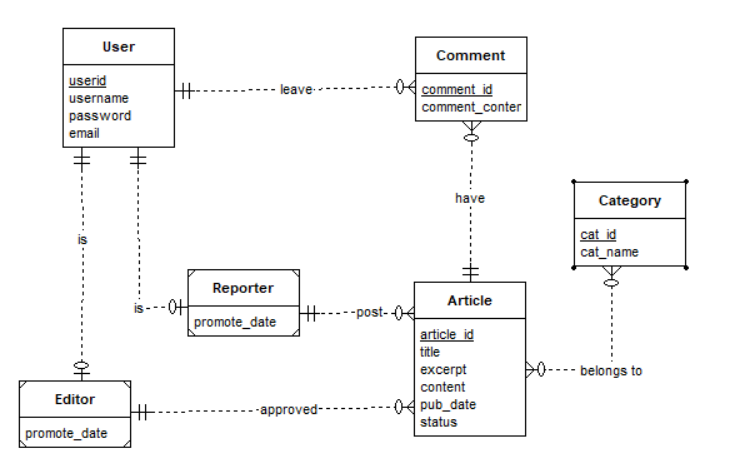 User
userid
username
password
email
leave
Comment
comment_id
comment_conter
have
is
is
Category
cat_id
cat_name
Reporter
promote_date
post
Article
article_id
title
excerpt
content
pub_date
status
belongs to
Editor
promote_date
approved